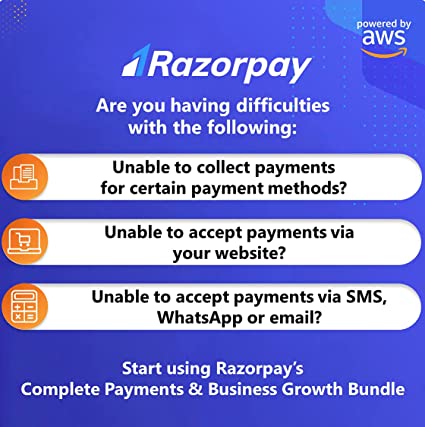 powered by
aws
Razorpay
Are you having difficulties
with the following:
Unable to collect payments
for certain payment methods?
Unable to accept payments via
your website?
Unable to accept payments via SMS,
WhatsApp or email?
Start using Razorpay's
Complete Payments & Business Growth Bundle